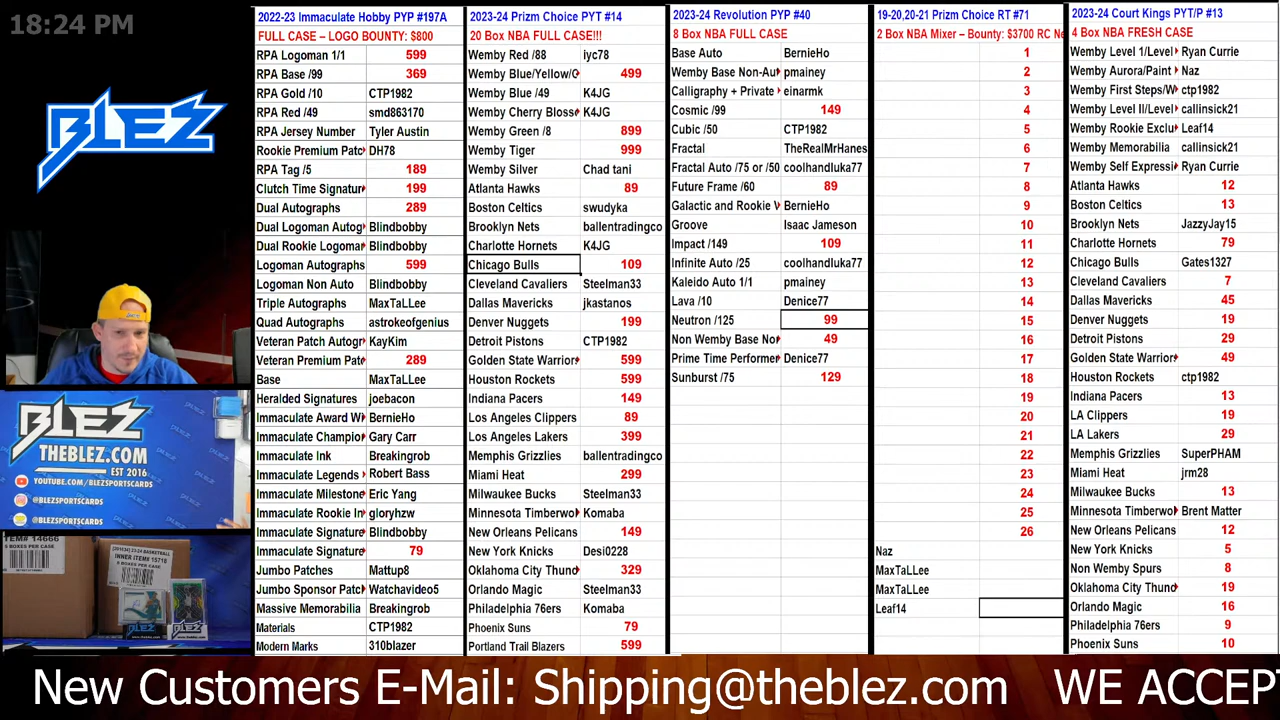 18:24 PM
BLEZ
BLEZ
THEBLEZ.COM
EST 2016
YOUTUBE.COM/BLEZSPORTSCARDS
@BLEZSPORTSCARDS
@BLEZSPORTSCARDS
ITEM# 14666
INNER ITEM# 15718
BLEZ
BLEZ
2022-23 Immaculate Hobby PYP #197A
FULL CASE – LOGO BOUNTY: $800
RPA Logoman 1/1 599
RPA Base /99 369
RPA Gold /10 CTP1982
RPA Red /49 smd863170
RPA Jersey Number Tyler Austin
Rookie Premium Patc DH78
RPA Tag /5 189
Clutch Time Signatur 199
Dual Autographs 289
Dual Logoman Autog Blindbobby
Dual Rookie Logoma Blindbobby
Logoman Autographs 599
Logoman Non Auto Blindbobby
Triple Autographs MaxTaLLee
Quad Autographs astrokeofgenius
Veteran Patch Autogr KayKim
Veteran Premium Pat 289
Base MaxTaLLee
Heralded Signatures joebacon
Immaculate Award W BernieHo
Immaculate Champio Gary Carr
Immaculate Ink Breakingrob
Immaculate Legends Robert Bass
Immaculate Milestone Eric Yang
Immaculate Rookie In gloryhzw
Immaculate Signature Blindbobby
Immaculate Signature 79
Jumbo Patches Mattup8
Jumbo Sponsor Patc Watchavideo5
Massive Memorabilia Breakingrob
Materials CTP1982
Modern Marks 310blazer
2023-24 Prizm Choice PYT #14
20 Box NBA FULL CASE!!!
Wemby Red /88 iyc78
Wemby Blue/Yellow/G 499
Wemby Blue /49 K4JG
Wemby Cherry Blosso K4JG
Wemby Green /8 899
Wemby Tiger 999
Wemby Silver Chad tani
Atlanta Hawks 89
Boston Celtics swudyka
Brooklyn Nets ballentradingco
Charlotte Hornets K4JG
Chicago Bulls 109
Cleveland Cavaliers Steelman33
Dallas Mavericks jkastanos
Denver Nuggets 199
Detroit Pistons CTP1982
Golden State Warrior 599
Houston Rockets 599
Indiana Pacers 149
Los Angeles Clippers 89
Los Angeles Lakers 399
Memphis Grizzlies ballentradingco
Miami Heat 299
Milwaukee Bucks Steelman33
Minnesota Timberwo Komaba
New Orleans Pelicans 149
New York Knicks Desi0228
Oklahoma City Thund 329
Orlando Magic Steelman33
Philadelphia 76ers Komaba
Phoenix Suns 79
Portland Trail Blazers 599
2023-24 Revolution PYP #40
8 Box NBA FULL CASE
Base Auto BernieHo
Wemby Base Non-Au pmainey
Calligraphy + Private einarmk
Cosmic /99 149
Cubic /50 CTP1982
Fractal TheRealMrHanes
Fractal Auto /75 or /50 coolhandluka77
Future Frame /60 89
Galactic and Rookie V BernieHo
Groove Isaac Jameson
Impact /149 109
Infinite Auto /25 coolhandluka77
Kaleido Auto 1/1 pmainey
Lava /10 Denice77
Neutron /125 99
Non Wemby Base No 49
Prime Time Performer Denice77
Sunburst /75 129
19-20,20-21 Prizm Choice RT #71
2 Box NBA Mixer – Bounty: $3700 RC Ne
1
2
3
4
5
6
7
8
9
10
11
12
13
14
15
16
17
18
19
20
21
22
23
24
25
26
Naz
MaxTaLLee
MaxTaLLee
Leaf14
2023-24 Court Kings PYT/P #13
4 Box NBA FRESH CASE
Wemby Level 1/Level Ryan Currie
Wemby Aurora/Paint Naz
Wemby First Steps/W ctp1982
Wemby Level II/Level callinsick21
Wemby Rookie Exclu Leaf14
Wemby Memorabilia callinsick21
Wemby Self Expressi Ryan Currie
Atlanta Hawks 12
Boston Celtics 13
Brooklyn Nets JazzyJay15
Charlotte Hornets 79
Chicago Bulls Gates1327
Cleveland Cavaliers 7
Dallas Mavericks 45
Denver Nuggets 19
Detroit Pistons 29
Golden State Warrior 49
Houston Rockets ctp1982
Indiana Pacers 13
LA Clippers 19
LA Lakers 29
Memphis Grizzlies SuperPHAM
Miami Heat jrm28
Milwaukee Bucks 13
Minnesota Timberwo Brent Matter
New Orleans Pelicans 12
New York Knicks 5
Non Wemby Spurs 8
Oklahoma City Thund 19
Orlando Magic 16
Philadelphia 76ers 9
Phoenix Suns 10
New Customers E-Mail: Shipping@theblez.com WE ACCEPT